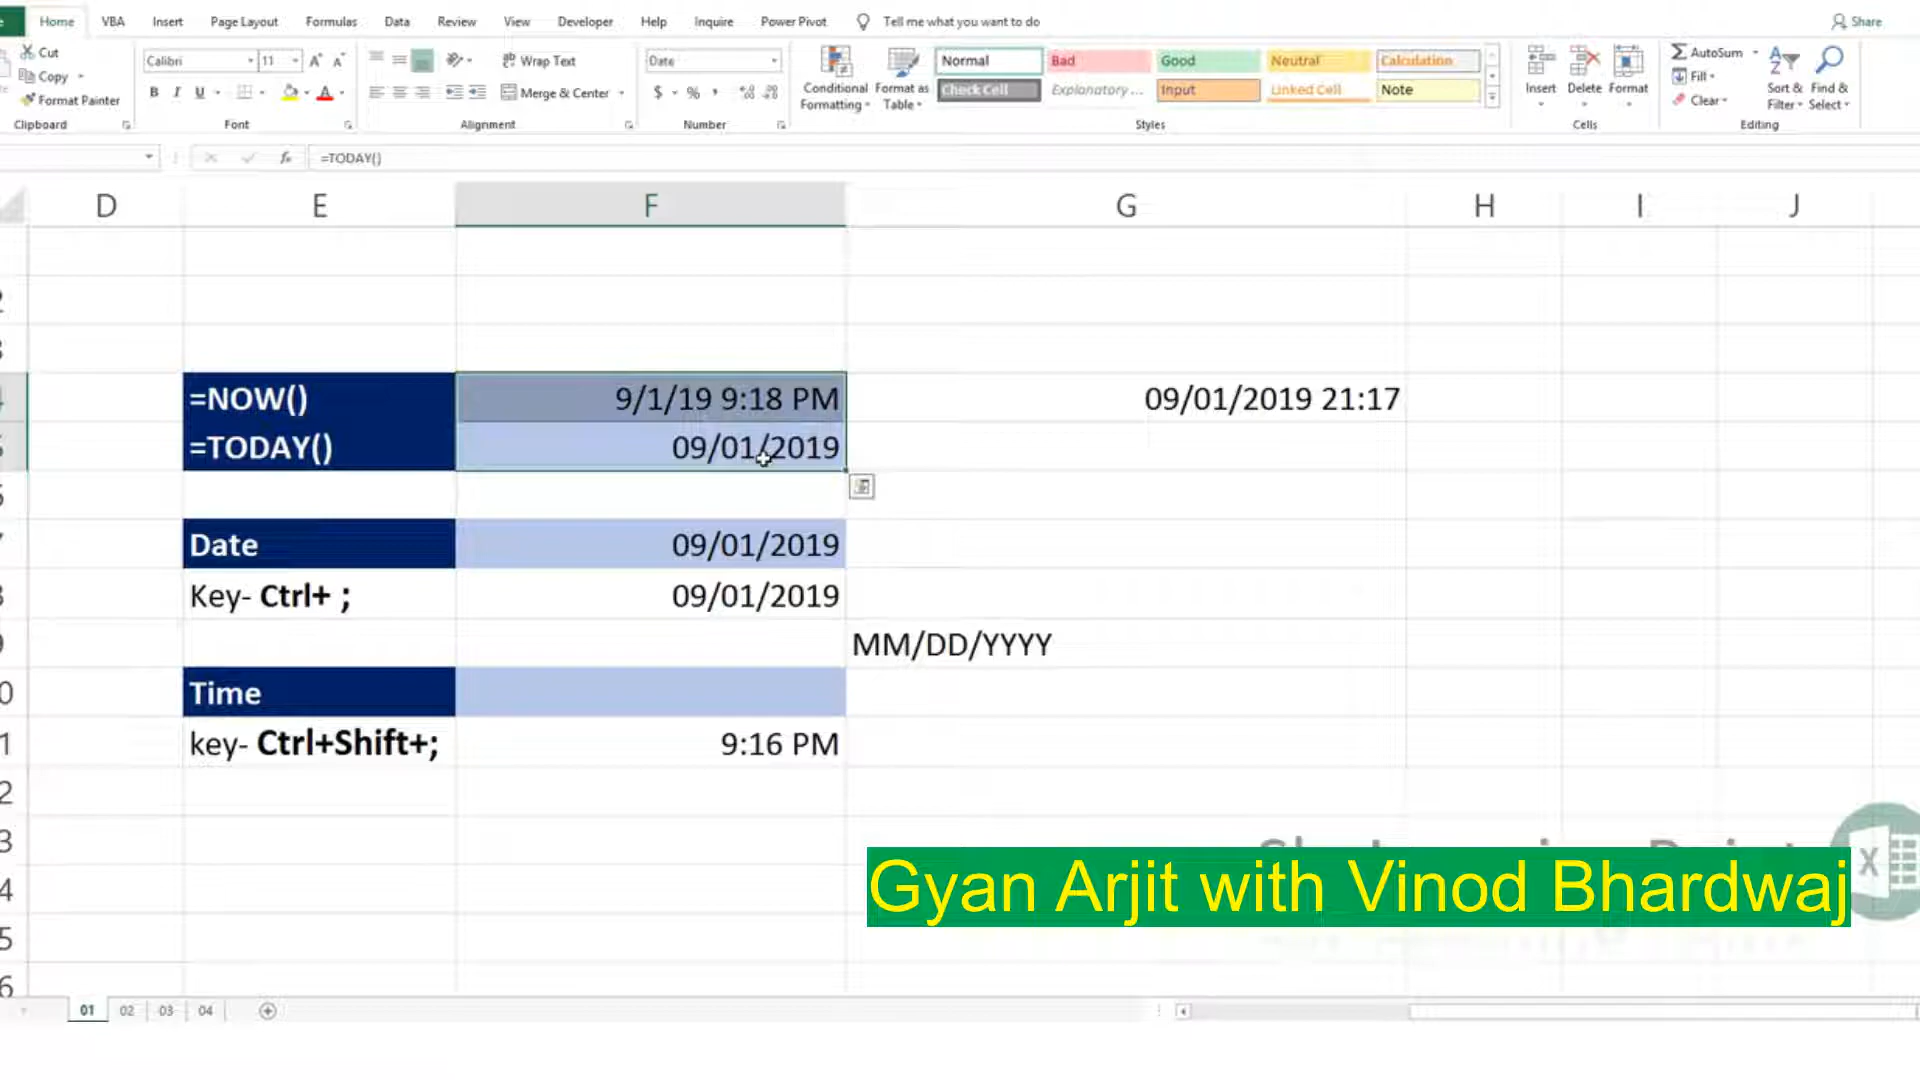 Home VBA Insert Page Layout Formulas Data Review View Developer Help Inquire Power Pivot Tell me what you want to do Share
Cut
Copy
Format Painter
Clipboard
Calibri 11
B I U
Font
Wrap Text
Merge & Center
Alignment
Date
$ % ,
Number
Conditional Formatting
Format as Table
Normal Bad Good Neutral Calculation
Check Cell Explanatory ... Input Linked Cell Note
Styles
Insert Delete Format
Cells
AutoSum
Fill
Clear
Sort & Filter
Find & Select
Editing
fx =TODAY()
D E F G H I J
=NOW() 9/1/19 9:18 PM 09/01/2019 21:17
=TODAY() 09/01/2019
Date 09/01/2019
Key- Ctrl+ ; 09/01/2019
MM/DD/YYYY
Time
key- Ctrl+Shift+; 9:16 PM
Gyan Arjit with Vinod Bhardwaj
01 02 03 04